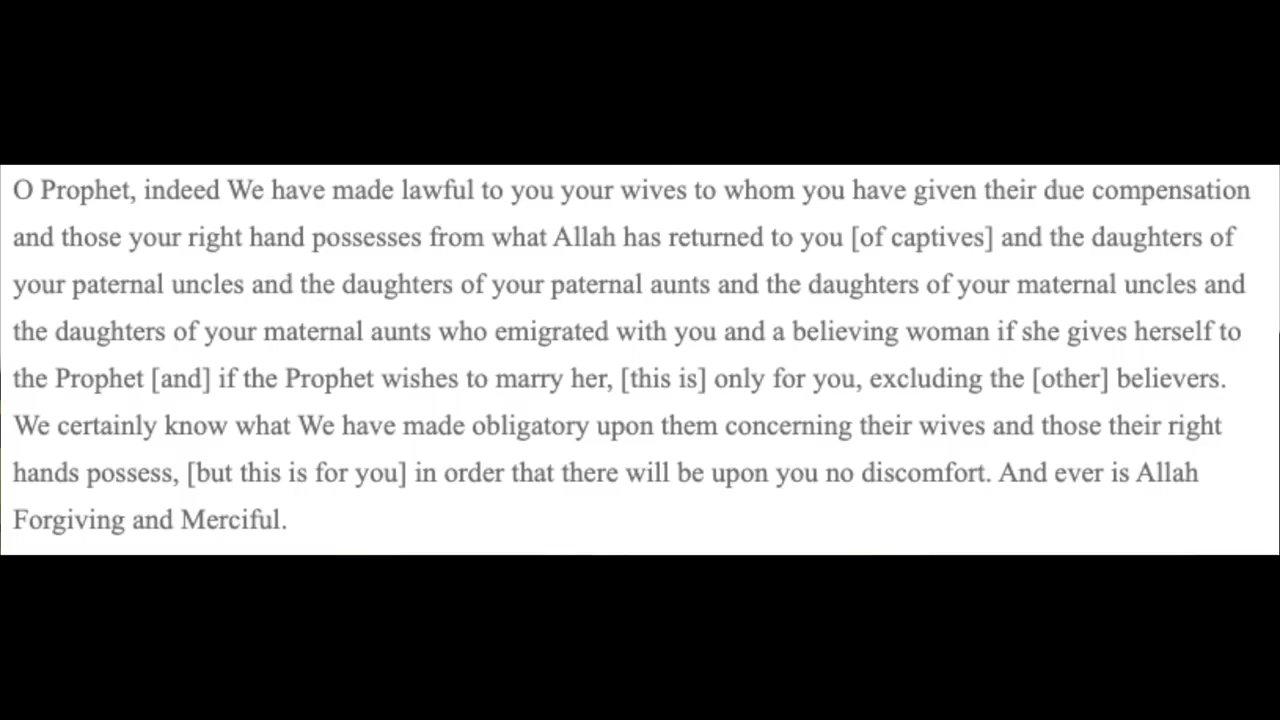 O Prophet, indeed We have made lawful to you your wives to whom you have given their due compensation
and those your right hand possesses from what Allah has returned to you [of captives] and the daughters of
your paternal uncles and the daughters of your paternal aunts and the daughters of your maternal uncles and
the daughters of your maternal aunts who emigrated with you and a believing woman if she gives herself to
the Prophet [and] if the Prophet wishes to marry her, [this is] only for you, excluding the [other] believers.
We certainly know what We have made obligatory upon them concerning their wives and those their right
hands possess, [but this is for you] in order that there will be upon you no discomfort. And ever is Allah
Forgiving and Merciful.